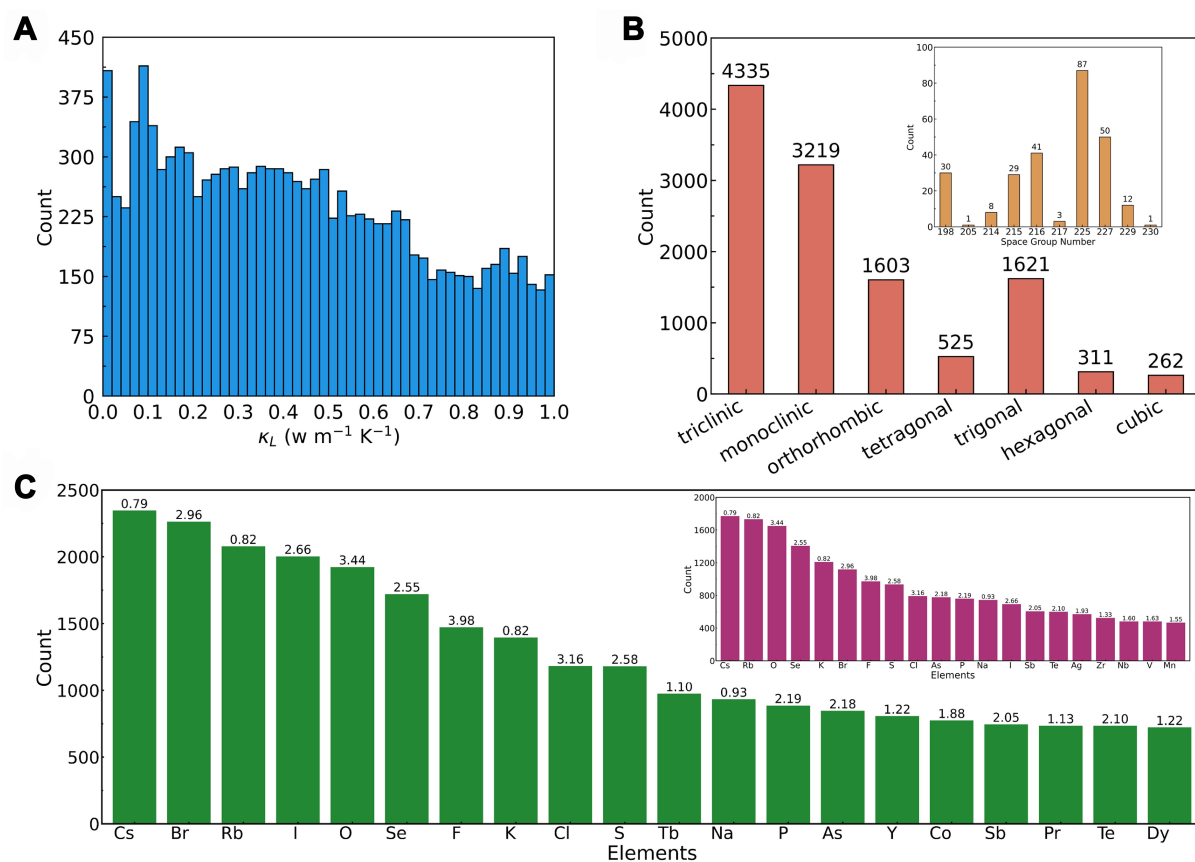 A
450
375
300
225
150
75
0
Count
0.0 0.1 0.2 0.3 0.4 0.5 0.6 0.7 0.8 0.9 1.0
κL (w m⁻¹ K⁻¹)
B
5000
4000
3000
2000
1000
0
Count
4335
3219
1603
525
1621
311
262
triclinic
monoclinic
orthorhombic
tetragonal
trigonal
hexagonal
cubic
100
80
60
40
20
0
Count
30 1 8 29 41 3 87 50 12 1
198 205 214 215 216 217 225 227 229 230
Space Group Number
C
2500
2000
1500
1000
500
0
Count
0.79 2.96 0.82 2.66 3.44 2.55 3.98 0.82 3.16 2.58 1.10 0.93 2.19 2.18 1.22 1.88 2.05 1.13 2.10 1.22
Cs Br Rb I O Se F K Cl S Tb Na P As Y Co Sb Pr Te Dy
Elements
2000
1600
1200
800
400
0
Count
0.79 0.82 3.44 2.55 0.82 2.96 3.98 2.58 3.16 2.18 2.19 0.93 2.66 2.05 2.10 1.93 1.33 1.60 1.63 1.55
Cs Rb O Se K Br F S Cl As P Na I Sb Te Ag Zr Nb V Mn
Elements